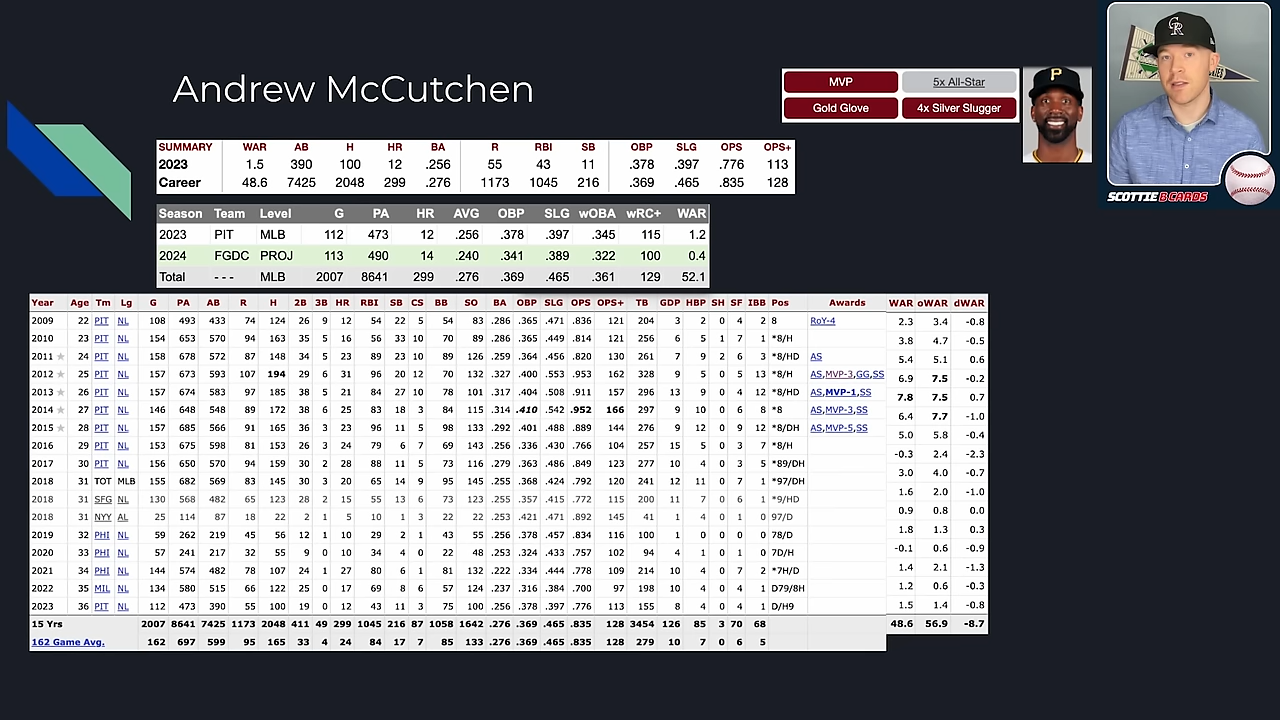 Andrew McCutchen
MVP 5x All-Star
Gold Glove 4x Silver Slugger
P
CR
SCOTTIE B CARDS
SUMMARY WAR AB H HR BA R RBI SB OBP SLG OPS OPS+
2023 1.5 390 100 12 .256 55 43 11 .378 .397 .776 113
Career 48.6 7425 2048 299 .276 1173 1045 216 .369 .465 .835 128
Season Team Level G PA HR AVG OBP SLG wOBA wRC+ WAR
2023 PIT MLB 112 473 12 .256 .378 .397 .345 115 1.2
2024 FGDC PROJ 113 490 14 .240 .341 .389 .322 100 0.4
Total - - - MLB 2007 8641 299 .276 .369 .465 .361 129 52.1
Year Age Tm Lg G PA AB R H 2B 3B HR RBI SB CS BB SO BA OBP SLG OPS OPS+ TB GDP HBP SH SF IBB Pos Awards WAR oWAR dWAR
2009 22 PIT NL 108 493 433 74 124 26 9 12 54 22 5 54 83 .286 .365 .471 .836 121 204 3 2 0 4 2 8 RoY-4 2.3 3.4 -0.8
2010 23 PIT NL 154 653 570 94 163 35 5 16 56 33 10 70 89 .286 .365 .449 .814 121 256 6 5 1 7 1 *8/H 3.8 4.7 -0.5
2011 ★ 24 PIT NL 158 678 572 87 148 34 5 23 89 23 10 89 126 .259 .364 .456 .820 130 261 7 9 2 6 3 *8/HD AS 5.4 5.1 0.6
2012 ★ 25 PIT NL 157 673 593 107 194 29 6 31 96 20 12 70 132 .327 .400 .553 .953 162 328 9 5 0 5 13 *8/H AS,MVP-3,GG,SS 6.9 7.5 -0.2
2013 ★ 26 PIT NL 157 674 583 97 185 38 5 21 84 27 10 78 101 .317 .404 .508 .911 157 296 13 9 0 4 12 *8/HD AS,MVP-1,SS 7.8 7.5 0.7
2014 ★ 27 PIT NL 146 648 548 89 172 38 6 25 83 18 3 84 115 .314 .410 .542 .952 166 297 9 10 0 6 8 *8 AS,MVP-3,SS 6.4 7.7 -1.0
2015 ★ 28 PIT NL 157 685 566 91 165 36 3 23 96 11 5 98 133 .292 .401 .488 .889 144 276 9 12 0 9 12 *8/DH AS,MVP-5,SS 5.0 5.8 -0.4
2016 29 PIT NL 153 675 598 81 153 26 3 24 79 6 7 69 143 .256 .336 .430 .766 104 257 15 5 0 3 7 *8/H -0.3 2.4 -2.3
2017 30 PIT NL 156 650 570 94 159 30 2 28 88 11 5 73 116 .279 .363 .486 .849 123 277 10 4 0 3 5 *89/DH 3.0 4.0 -0.7
2018 31 TOT MLB 155 682 569 83 145 30 3 20 65 14 9 95 145 .255 .368 .424 .792 120 241 12 11 0 7 1 *97/DH 1.6 2.0 -1.0
2018 31 SFG NL 130 568 482 65 123 28 2 15 55 13 6 73 123 .255 .357 .415 .772 115 200 11 7 0 6 1 *9/HD 0.9 0.8 0.0
2018 31 NYY AL 25 114 87 18 22 2 1 5 10 1 3 22 22 .253 .421 .471 .892 145 41 1 4 0 1 0 97/D 1.8 1.3 0.3
2019 32 PHI NL 59 262 219 45 53 12 1 10 29 2 1 43 55 .256 .378 .457 .834 116 100 1 0 0 0 0 78/D -0.1 0.6 -0.9
2020 33 PHI NL 57 241 217 32 55 9 0 10 34 4 0 22 48 .253 .324 .433 .757 102 94 4 1 0 1 0 7D/H 1.4 2.1 -1.3
2021 34 PHI NL 144 574 482 78 107 24 1 27 80 6 1 81 132 .222 .334 .444 .778 109 214 10 4 0 7 2 *7H/D 1.2 0.6 -0.3
2022 35 MIL NL 134 580 515 66 122 25 0 17 69 8 6 57 124 .237 .316 .384 .700 97 198 10 4 0 4 1 D79/8H 1.5 1.4 -0.8
2023 36 PIT NL 112 473 390 55 100 19 0 12 43 11 3 75 100 .256 .378 .397 .776 113 155 8 4 0 4 1 D/H9
15 Yrs 2007 8641 7425 1173 2048 411 49 299 1045 216 87 1058 1642 .276 .369 .465 .835 128 3454 126 85 3 70 68 48.6 56.9 -8.7
162 Game Avg. 162 697 599 95 165 33 4 24 84 17 7 85 133 .276 .369 .465 .835 128 279 10 7 0 6 5